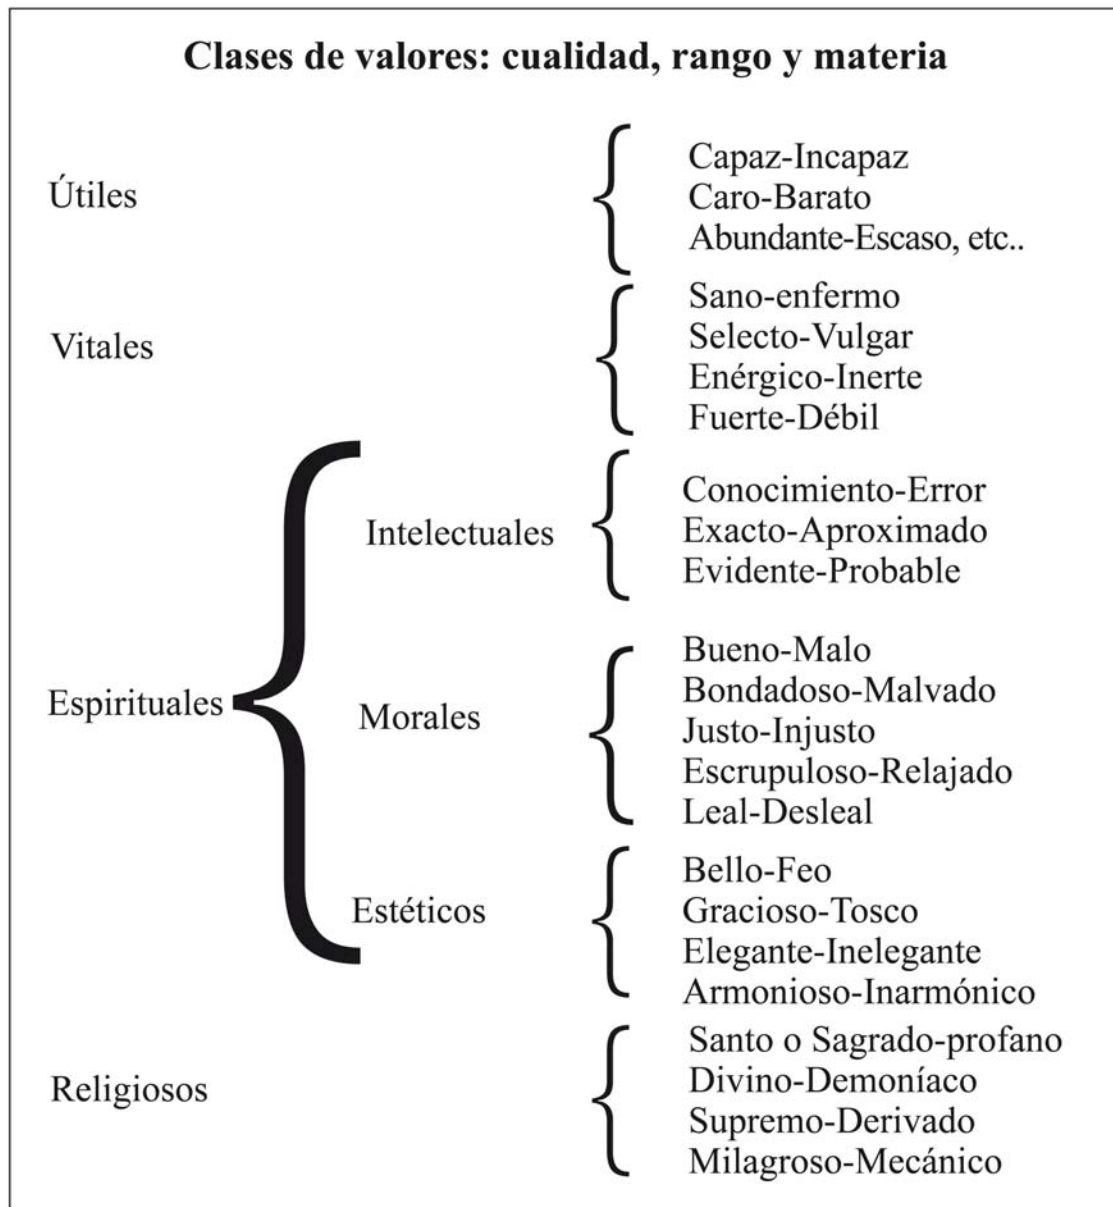 Clases de valores: cualidad, rango y materia
Útiles
Capaz-Incapaz
Caro-Barato
Abundante-Escaso, etc..
Vitales
Sano-enfermo
Selecto-Vulgar
Enérgico-Inerte
Fuerte-Débil
Espirituales
Intelectuales
Conocimiento-Error
Exacto-Aproximado
Evidente-Probable
Morales
Bueno-Malo
Bondadoso-Malvado
Justo-Injusto
Escrupuloso-Relajado
Leal-Desleal
Estéticos
Bello-Feo
Gracioso-Tosco
Elegante-Inelegante
Armonioso-Inarmónico
Religiosos
Santo o Sagrado-profano
Divino-Demoníaco
Supremo-Derivado
Milagroso-Mecánico